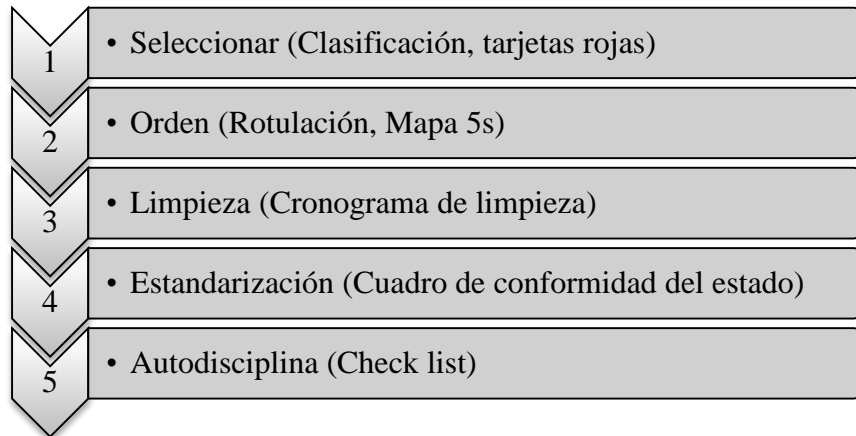 1
• Seleccionar (Clasificación, tarjetas rojas)
2
• Orden (Rotulación, Mapa 5s)
3
• Limpieza (Cronograma de limpieza)
4
• Estandarización (Cuadro de conformidad del estado)
5
• Autodisciplina (Check list)